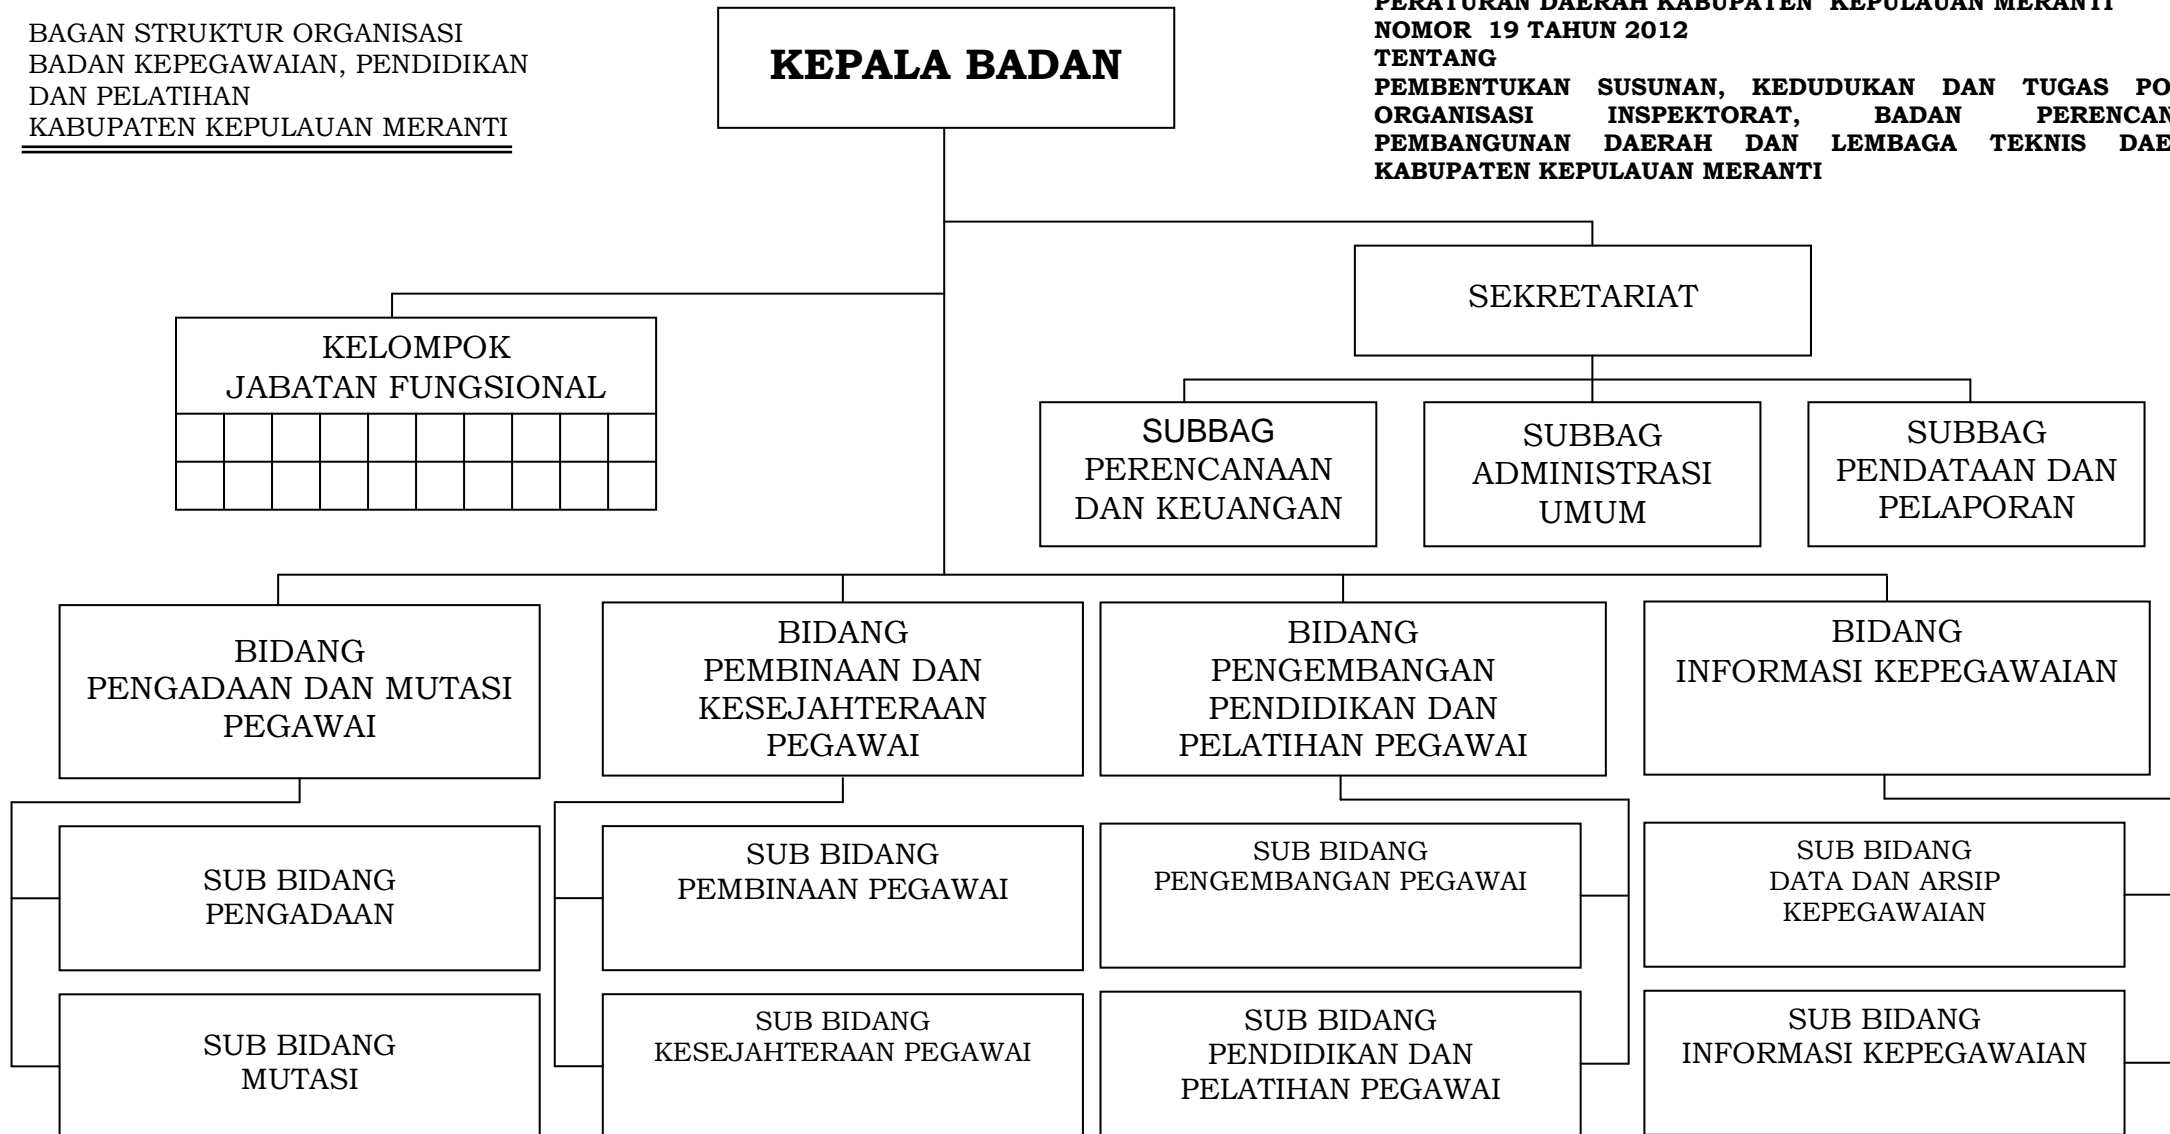 BAGAN STRUKTUR ORGANISASI
BADAN KEPEGAWAIAN, PENDIDIKAN
DAN PELATIHAN
KABUPATEN KEPULAUAN MERANTI
KEPALA BADAN
PERATURAN DAERAH KABUPATEN KEPULAUAN MERANTI
NOMOR 19 TAHUN 2012
TENTANG
PEMBENTUKAN SUSUNAN, KEDUDUKAN DAN TUGAS
ORGANISASI INSPEKTORAT, BADAN
PEMBANGUNAN DAERAH DAN LEMBAGA TEKNIS
KABUPATEN KEPULAUAN MERANTI
SEKRETARIAT
KELOMPOK
JABATAN FUNGSIONAL
SUBBAG
PERENCANAAN
DAN KEUANGAN
SUBBAG
ADMINISTRASI
UMUM
SUBBAG
PENDATAAN DAN
PELAPORAN
BIDANG
PENGADAAN DAN MUTASI
PEGAWAI
BIDANG
PEMBINAAN DAN
KESEJAHTERAAN
PEGAWAI
BIDANG
PENGEMBANGAN
PENDIDIKAN DAN
PELATIHAN PEGAWAI
BIDANG
INFORMASI KEPEGAWAIAN
SUB BIDANG
PENGADAAN
SUB BIDANG
PEMBINAAN PEGAWAI
SUB BIDANG
PENGEMBANGAN PEGAWAI
SUB BIDANG
DATA DAN ARSIP
KEPEGAWAIAN
SUB BIDANG
MUTASI
SUB BIDANG
KESEJAHTERAAN PEGAWAI
SUB BIDANG
PENDIDIKAN DAN
PELATIHAN PEGAWAI
SUB BIDANG
INFORMASI KEPEGAWAIAN